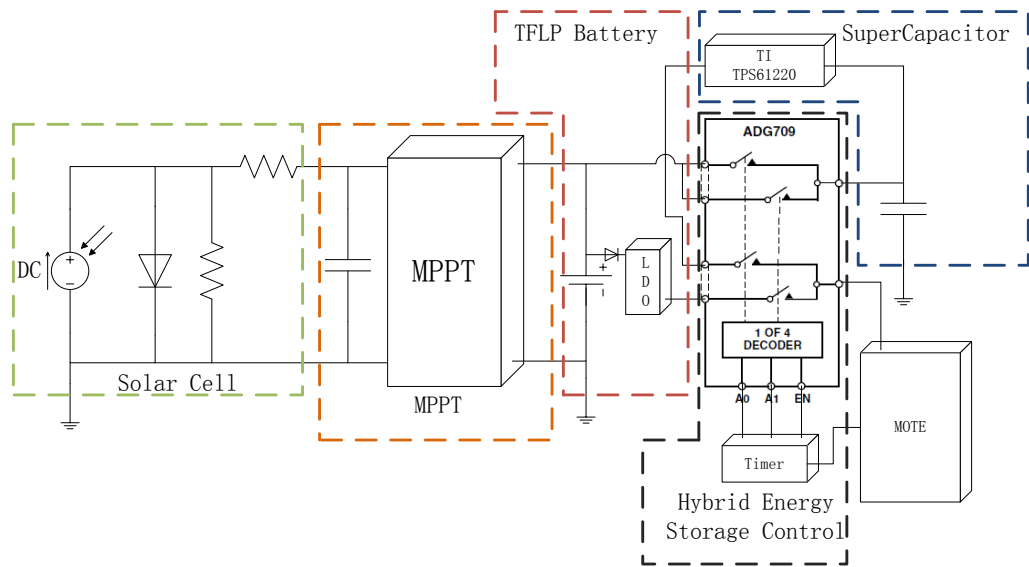 TFLP Battery
SuperCapacitor
TI
TPS61220
ADG709
DC
+
−
MPPT
+
−
L
D
O
1 OF 4
DECODER
Solar Cell
MPPT
A0 A1 EN
MOTE
Timer
Hybrid Energy
Storage Control